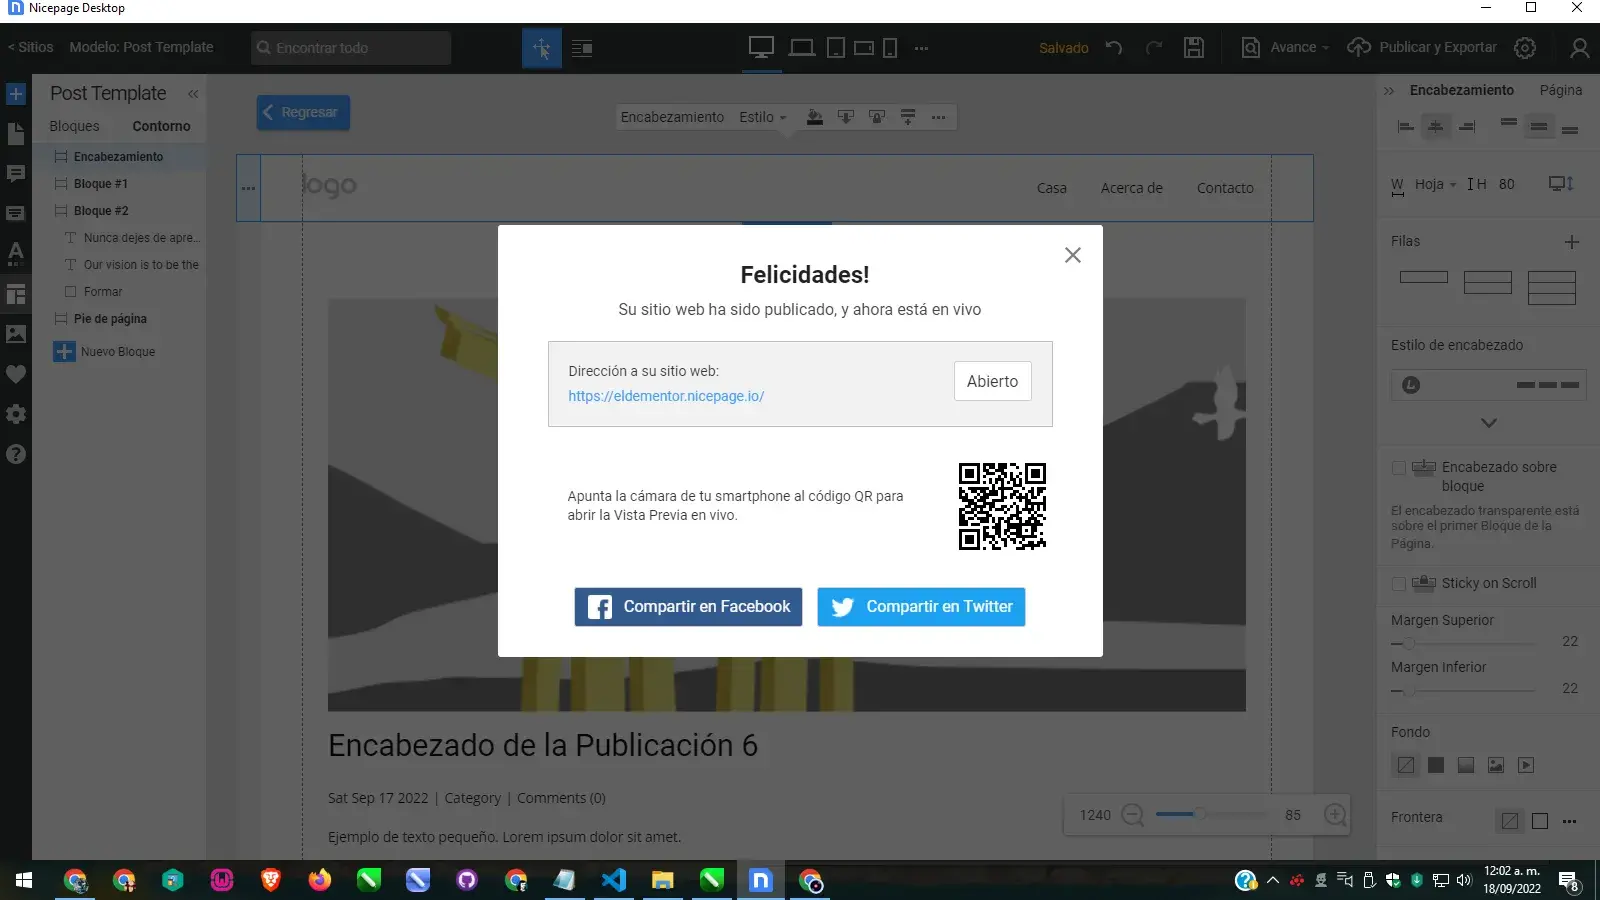 Nicepage Desktop
< Sitios
Modelo: Post Template
Encontrar todo
Salvado
Avance
Publicar y Exportar
Post Template
«
Bloques
Contorno
Encabezamiento
Bloque #1
Bloque #2
Nunca dejes de apre...
Our vision is to be the
Formar
Pie de página
Nuevo Bloque
Regresar
Encabezamiento
Estilo
logo
Casa
Acerca de
Contacto
Felicidades!
Su sitio web ha sido publicado, y ahora está en vivo
Dirección a su sitio web:
https://eldementor.nicepage.io/
Abierto
Apunta la cámara de tu smartphone al código QR para
abrir la Vista Previa en vivo.
Compartir en Facebook
Compartir en Twitter
Encabezado de la Publicación 6
Sat Sep 17 2022 | Category | Comments (0)
Ejemplo de texto pequeño. Lorem ipsum dolor sit amet.
1240
85
»
Encabezamiento
Página
W
Hoja
H
80
Filas
Estilo de encabezado
Encabezado sobre
bloque
El encabezado transparente está
sobre el primer Bloque de la
Página.
Sticky on Scroll
Margen Superior
22
Margen Inferior
22
Fondo
Frontera
12:02 a. m.
18/09/2022
8